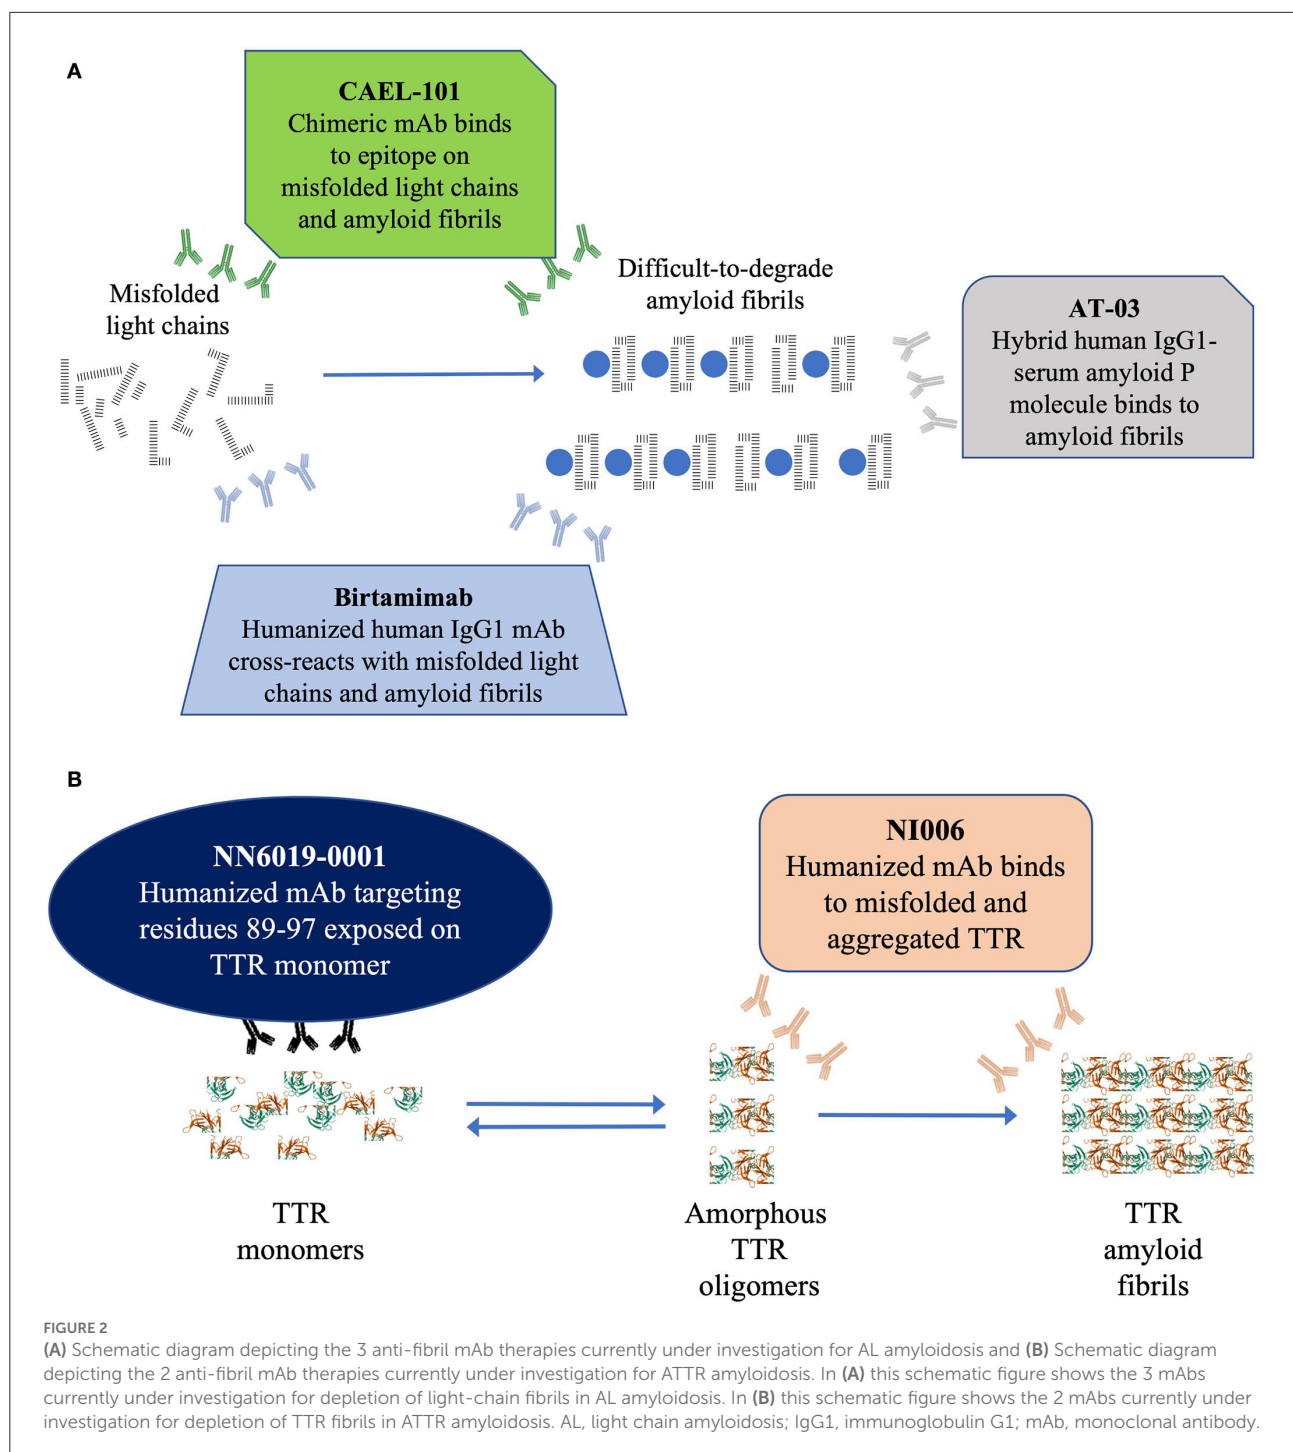 A
CAEL-101
Chimeric mAb binds
to epitope on
misfolded light chains
and amyloid fibrils
Misfolded
light chains
Difficult-to-degrade
amyloid fibrils
AT-03
Hybrid human IgG1-
serum amyloid P
molecule binds to
amyloid fibrils
Birtamimab
Humanized human IgG1 mAb
cross-reacts with misfolded light
chains and amyloid fibrils
B
NN6019-0001
Humanized mAb targeting
residues 89-97 exposed on
TTR monomer
NI006
Humanized mAb binds
to misfolded and
aggregated TTR
TTR
monomers
Amorphous
TTR
oligomers
TTR
amyloid
fibrils
FIGURE 2
(A) Schematic diagram depicting the 3 anti-fibril mAb therapies currently under investigation for AL amyloidosis and (B) Schematic diagram
depicting the 2 anti-fibril mAb therapies currently under investigation for ATTR amyloidosis. In (A) this schematic figure shows the 3 mAbs
currently under investigation for depletion of light-chain fibrils in AL amyloidosis. In (B) this schematic figure shows the 2 mAbs currently under
investigation for depletion of TTR fibrils in ATTR amyloidosis. AL, light chain amyloidosis; IgG1, immunoglobulin G1; mAb, monoclonal antibody.